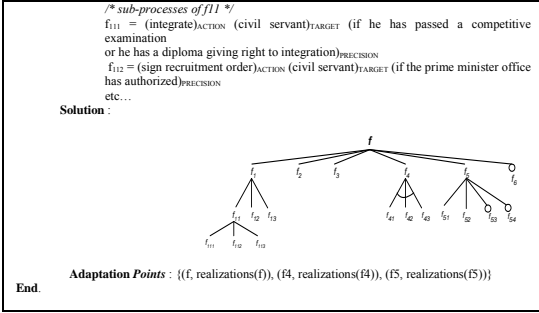 /* sub-processes of f11 */
f111 = (integrate)ACTION (civil servant)TARGET (if he has passed a competitive examination
or he has a diploma giving right to integration)PRECISION
f112 = (sign recruitment order)ACTION (civil servant)TARGET (if the prime minister office
has authorized)PRECISION
etc…
Solution :
f
f1 f2 f3 f4 f5 f6
f11 f12 f13 f41 f42 f43 f51 f52 f53 f54
f111 f112 f113
Adaptation Points : {(f, realizations(f)), (f4, realizations(f4)), (f5, realizations(f5))}
End.